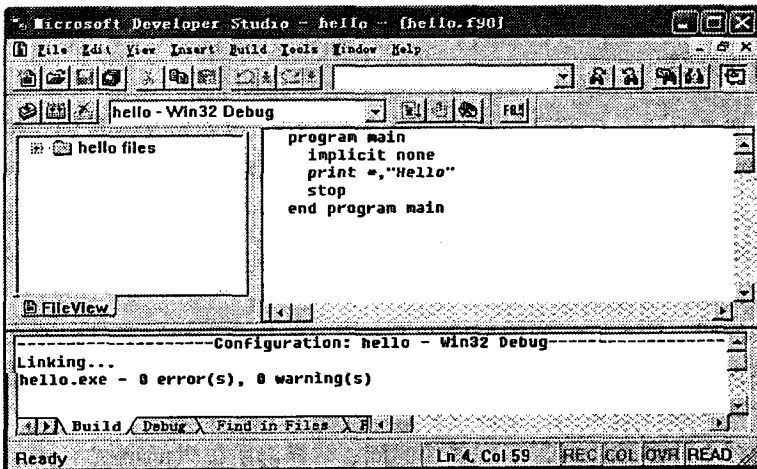 Microsoft Developer Studio - hello - [hello.f90]
File Edit View Insert Build Tools Window Help
hello - Win32 Debug
F90
hello files
program main
implicit none
print *,"Hello"
stop
end program main
FileView
--------------------Configuration: hello - Win32 Debug--------------------
Linking...
hello.exe - 0 error(s), 0 warning(s)
Build Debug Find in Files F
Ready Ln 4, Col 59 REC COL OVR READ